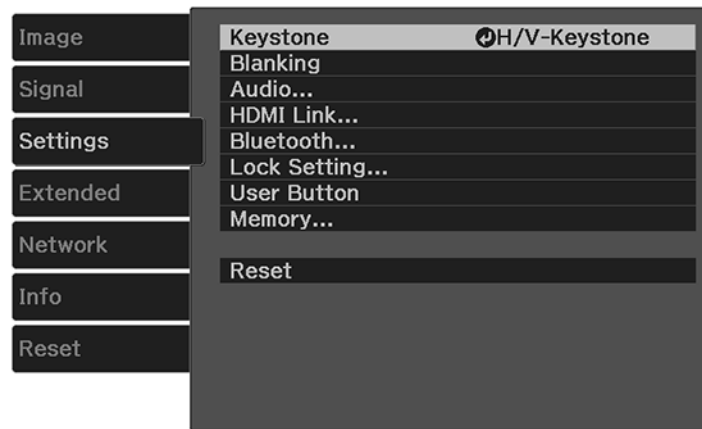 Image
Signal
Settings
Extended
Network
Info
Reset
Keystone H/V-Keystone
Blanking
Audio...
HDMI Link...
Bluetooth...
Lock Setting...
User Button
Memory...
Reset